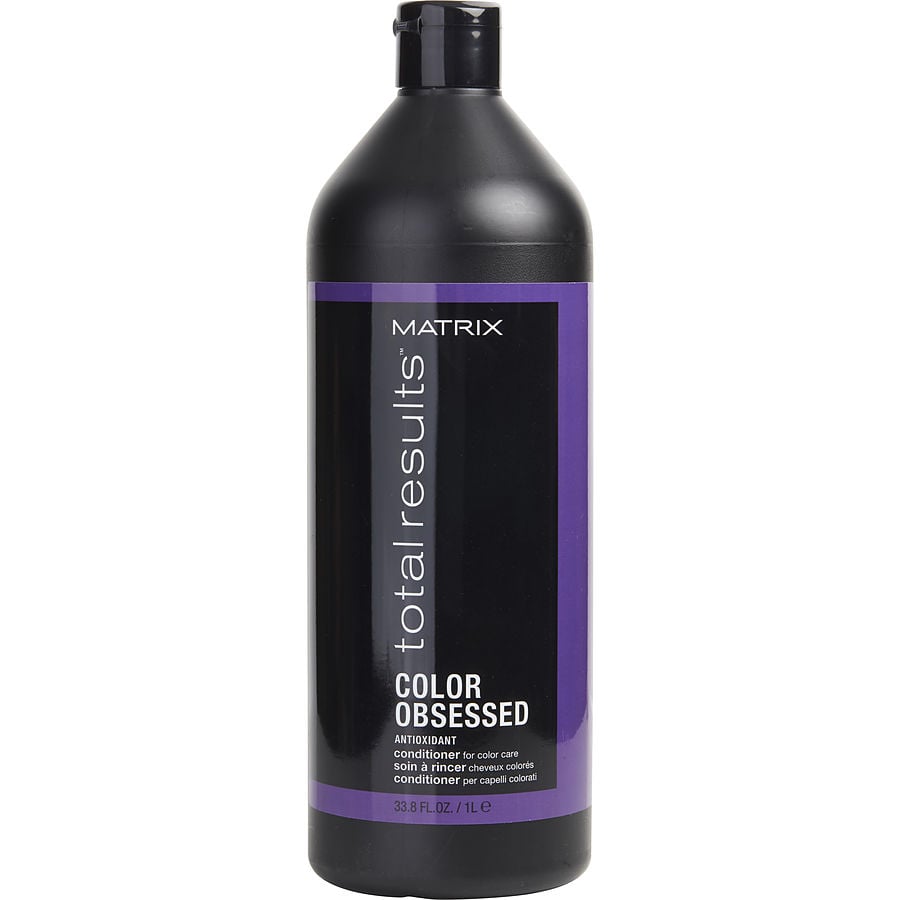 MATRIX
total results™
COLOR
OBSESSED
ANTIOXIDANT
conditioner for color care
soin à rincer cheveux colorés
conditioner per capelli colorati
33.8 FL.OZ. / 1L ℮